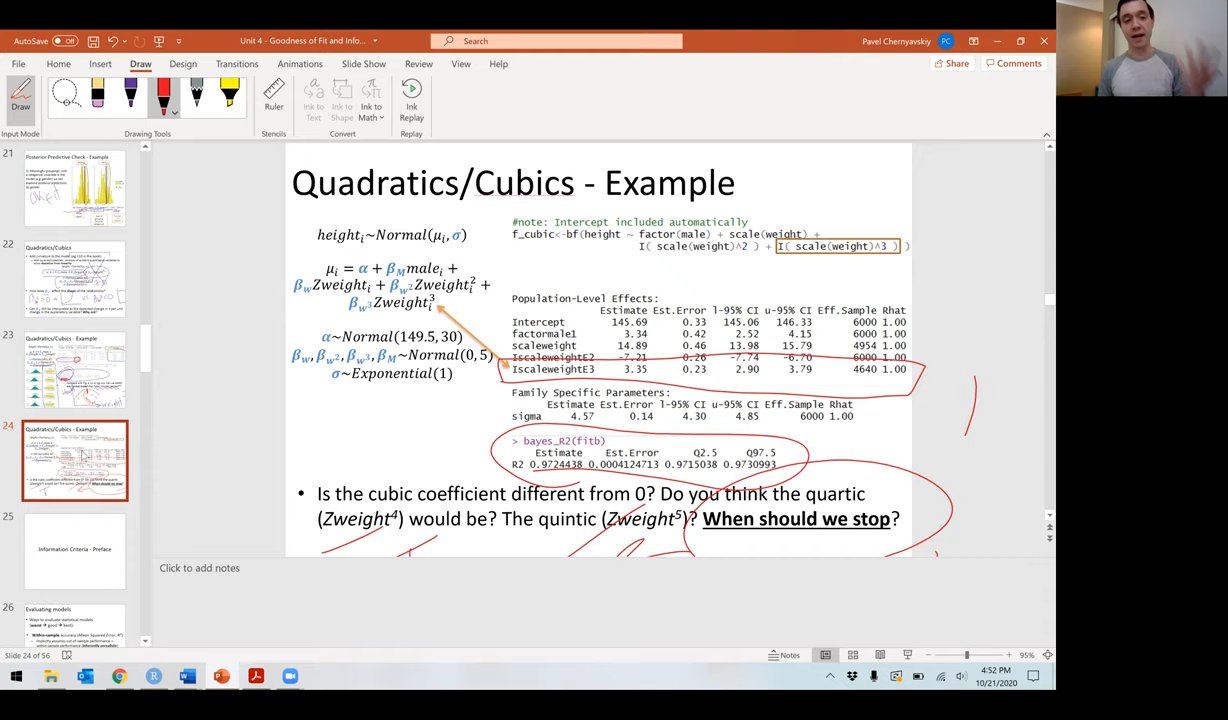 AutoSave Off
Unit 4 - Goodness of Fit and Info...
Search
Pavel Chernyavskiy
PC
File Home Insert Draw Design Transitions Animations Slide Show Review View Help
Share Comments
Draw
Ruler
Ink to Text
Ink to Shape
Ink to Math
Ink Replay
Input Mode
Drawing Tools
Stencils
Convert
Replay
21
Posterior Predictive Check - Example
22
Quadratics/Cubics
23
24
Quadratics/Cubics - Example
25
Information Criteria - Preface
26
Evaluating models
Quadratics/Cubics - Example
height_i~Normal(μ_i, σ)
μ_i = α + β_M male_i +
β_w Zweight_i + β_w² Zweight_i² +
β_w³ Zweight_i³
α~Normal(149.5, 30)
β_w, β_w², β_w³, β_M~Normal(0, 5)
σ~Exponential(1)
#note: Intercept included automatically
f_cubic<-bf(height ~ factor(male) + scale(weight) +
I( scale(weight)^2 ) + I( scale(weight)^3 ) )
Population-Level Effects:
Estimate Est.Error l-95% CI u-95% CI Eff.Sample Rhat
Intercept 145.69 0.33 145.06 146.33 6000 1.00
factormale1 3.34 0.42 2.52 4.15 6000 1.00
scaleweight 14.89 0.46 13.98 15.79 4954 1.00
IscaleweightE2 -7.21 0.26 -7.74 -6.70 6000 1.00
IscaleweightE3 3.35 0.23 2.90 3.79 4640 1.00
Family Specific Parameters:
Estimate Est.Error l-95% CI u-95% CI Eff.Sample Rhat
sigma 4.57 0.14 4.30 4.85 6000 1.00
> bayes_R2(fitb)
Estimate Est.Error Q2.5 Q97.5
R2 0.9724438 0.0004124713 0.9715038 0.9730993
• Is the cubic coefficient different from 0? Do you think the quartic
(Zweight⁴) would be? The quintic (Zweight⁵)? When should we stop?
Click to add notes
Slide 24 of 56
Notes
95%
4:52 PM
10/21/2020